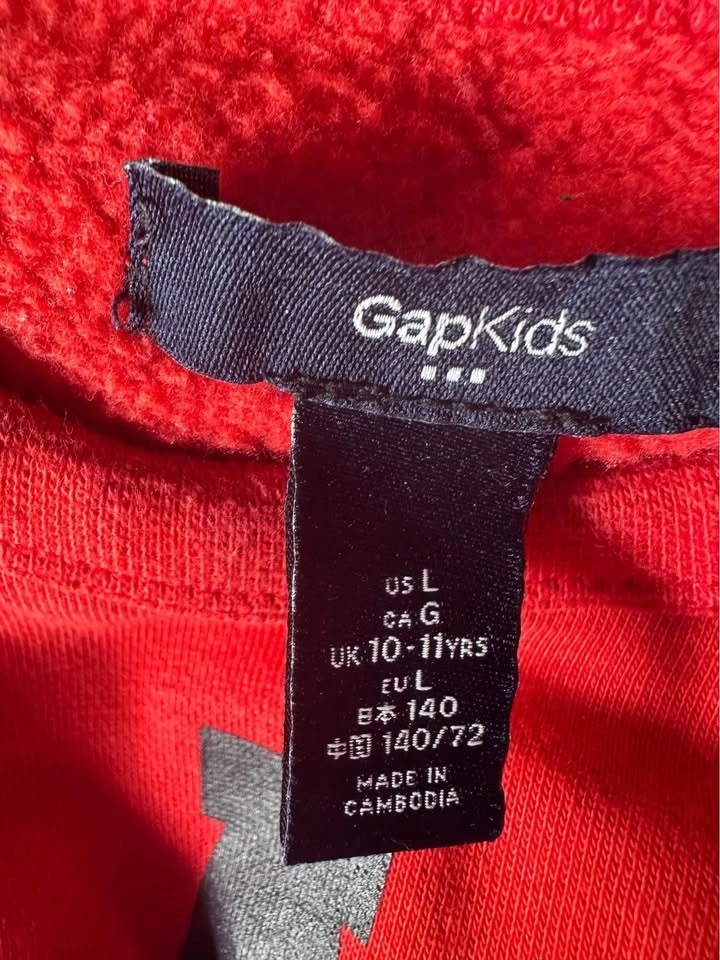 GapKids
US L
CA G
UK 10-11YRS
EU L
日本 140
中国 140/72
MADE IN
CAMBODIA